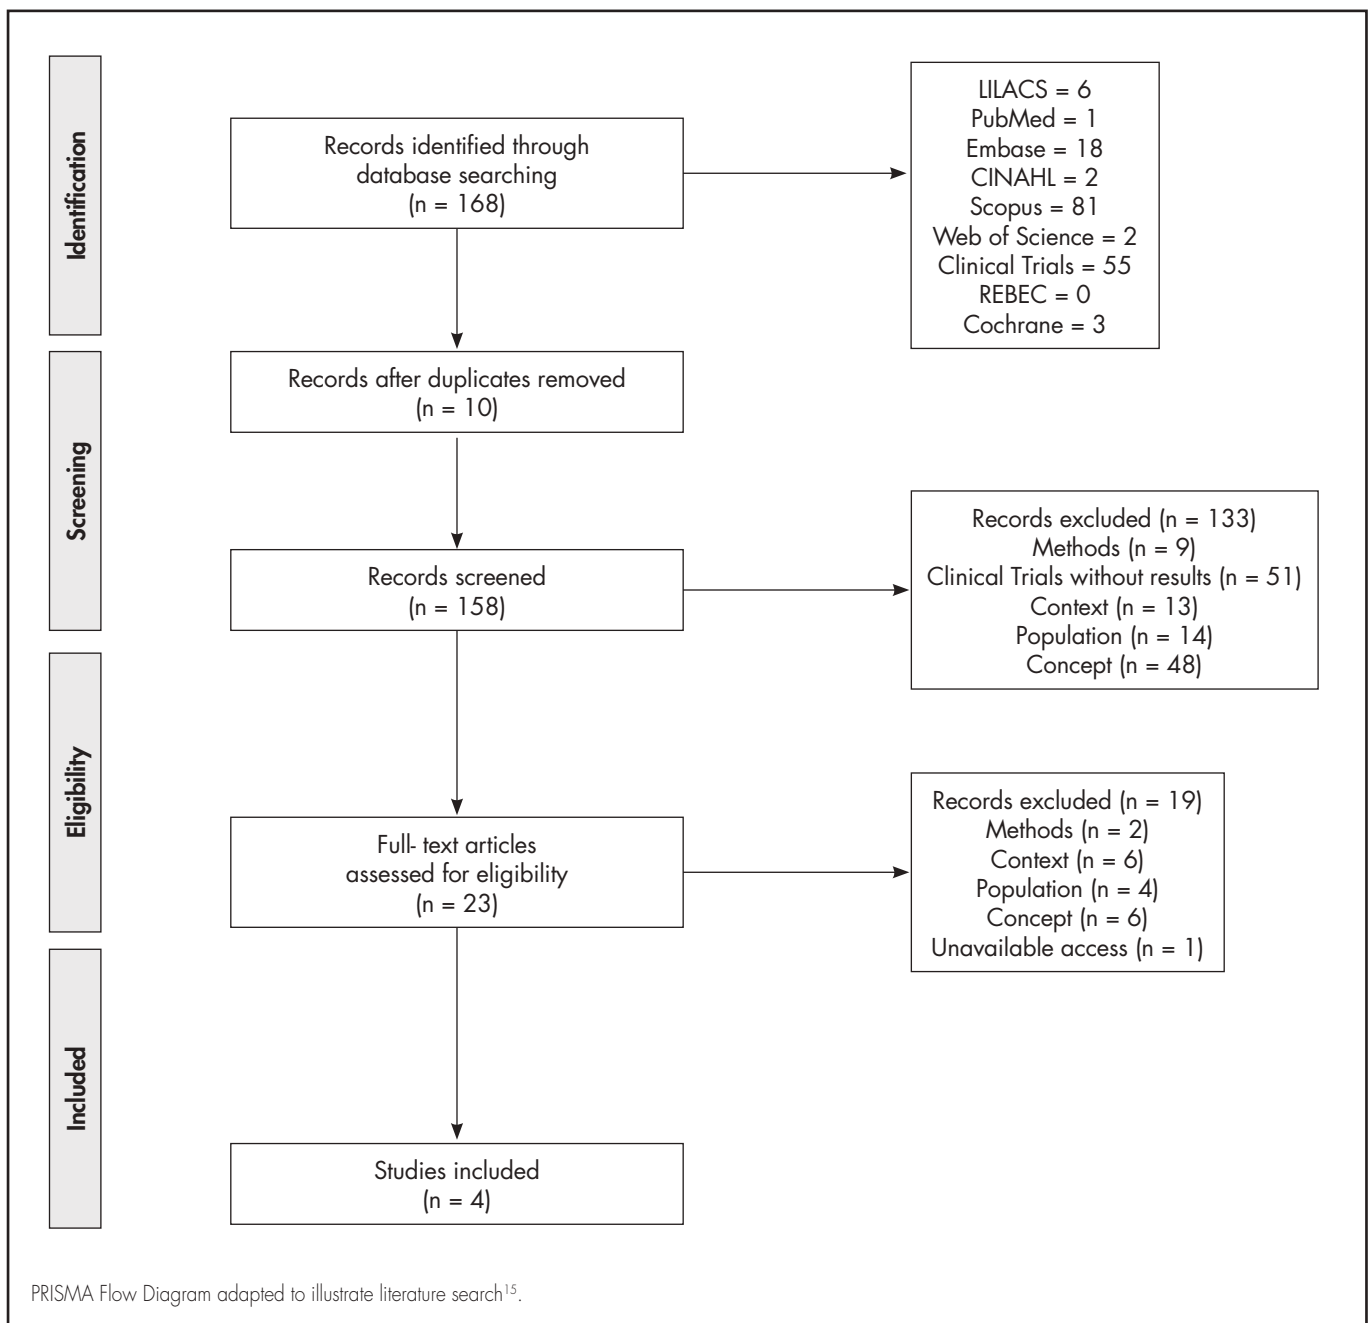 Identification
Records identified through
database searching
(n = 168)
LILACS = 6
PubMed = 1
Embase = 18
CINAHL = 2
Scopus = 81
Web of Science = 2
Clinical Trials = 55
REBEC = 0
Cochrane = 3
Screening
Records after duplicates removed
(n = 10)
Records screened
(n = 158)
Records excluded (n = 133)
Methods (n = 9)
Clinical Trials without results (n = 51)
Context (n = 13)
Population (n = 14)
Concept (n = 48)
Eligibility
Full- text articles
assessed for eligibility
(n = 23)
Records excluded (n = 19)
Methods (n = 2)
Context (n = 6)
Population (n = 4)
Concept (n = 6)
Unavailable access (n = 1)
Included
Studies included
(n = 4)
PRISMA Flow Diagram adapted to illustrate literature search¹⁵.